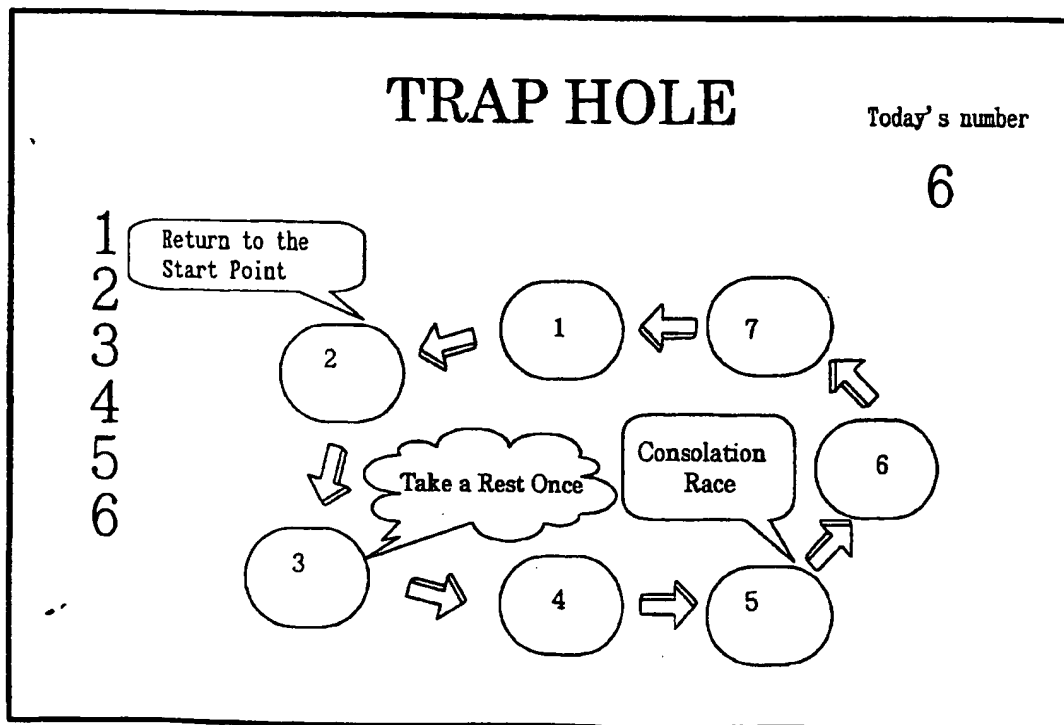 TRAP HOLE
Today's number
6
1
2
3
4
5
6
Return to the
Start Point
2
1
7
Take a Rest Once
Consolation
Race
6
3
4
5